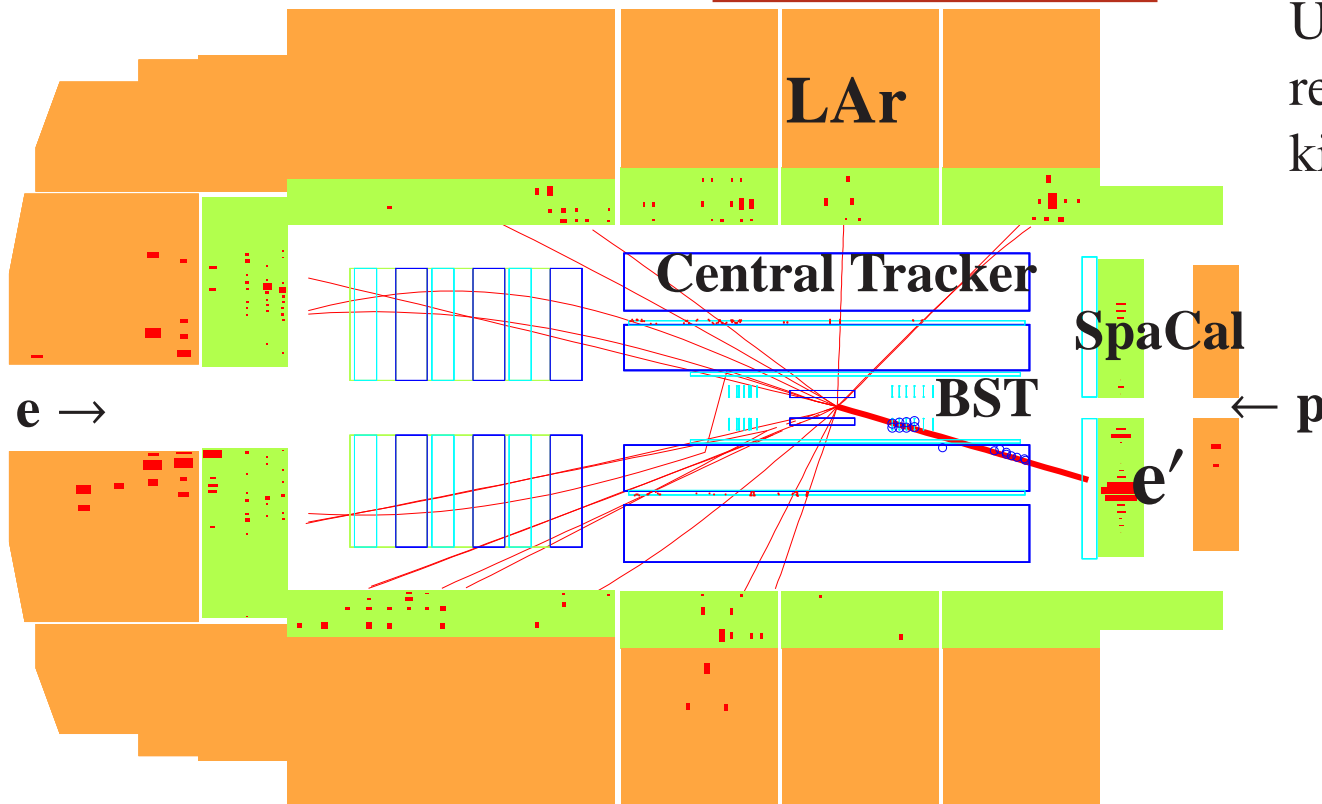 LAr
Central Tracker
SpaCal
BST
e →
← p
e′